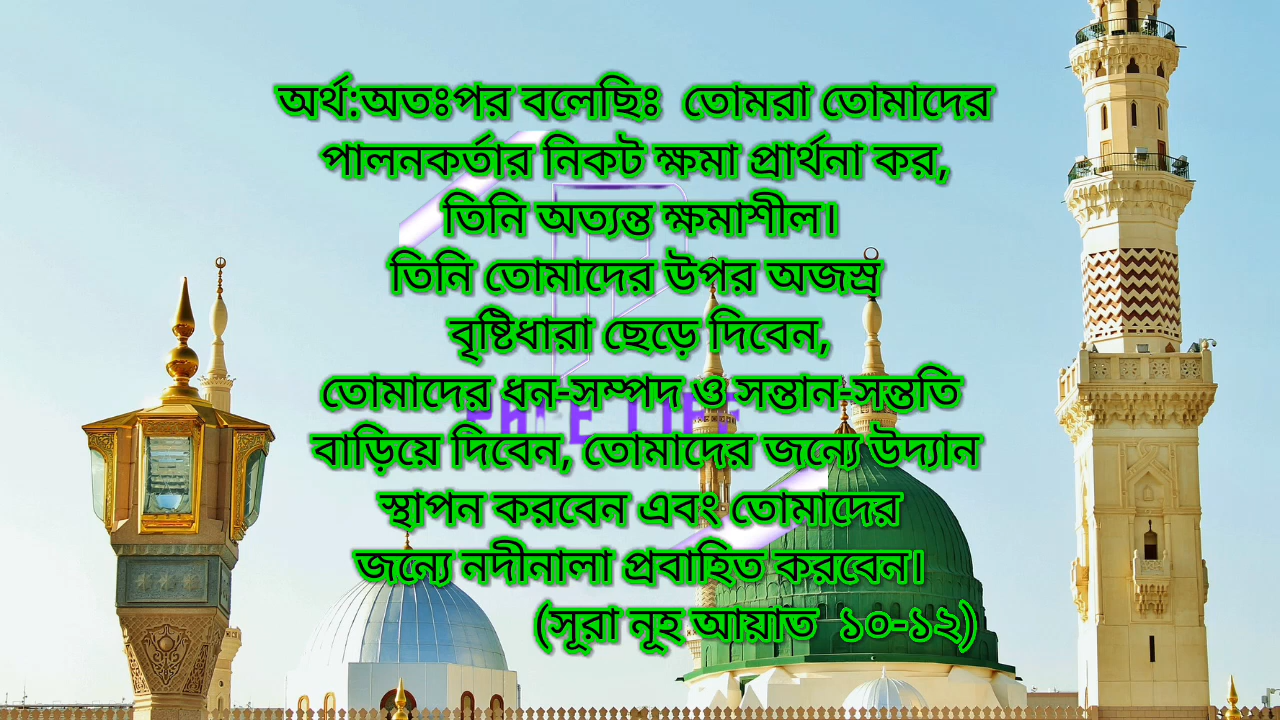 অর্থ:অতঃপর বলেছিঃ  তোমরা তোমাদের
পালনকর্তার নিকট ক্ষমা প্রার্থনা কর,
তিনি অত্যন্ত ক্ষমাশীল।
তিনি তোমাদের উপর অজস্র
বৃষ্টিধারা ছেড়ে দিবেন,
তোমাদের ধন-সম্পদ ও সন্তান-সন্ততি
বাড়িয়ে দিবেন, তোমাদের জন্যে উদ্যান
স্থাপন করবেন এবং তোমাদের
জন্যে নদীনালা প্রবাহিত করবেন।
(সূরা নূহ আয়াত  ১০-১২)